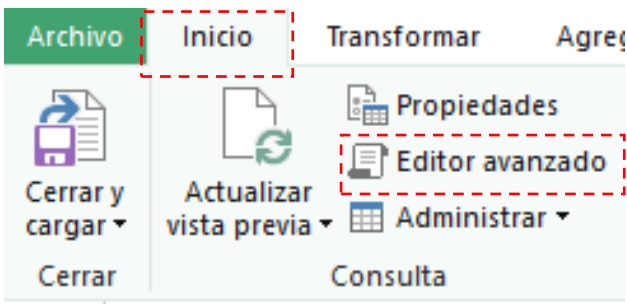 Archivo Inicio Transformar Agreg
Propiedades
Editor avanzado
Cerrar y
cargar
Actualizar
vista previa
Administrar
Cerrar Consulta